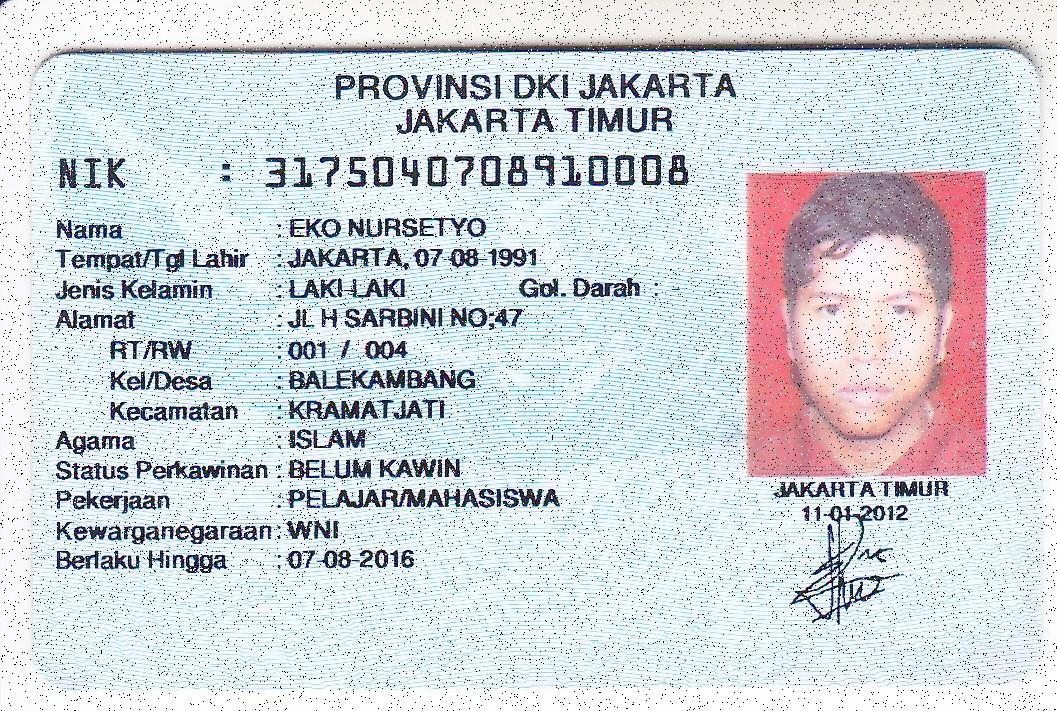 PROVINSI DKI JAKARTA
JAKARTA TIMUR
NIK : 3175040708910008
Nama : EKO NURSETYO
Tempat/Tgl Lahir : JAKARTA, 07-08-1991
Jenis Kelamin : LAKI-LAKI Gol. Darah :
Alamat : JL H SARBINI NO;47
RT/RW : 001 / 004
Kel/Desa : BALEKAMBANG
Kecamatan : KRAMATJATI
Agama : ISLAM
Status Perkawinan : BELUM KAWIN
Pekerjaan : PELAJAR/MAHASISWA
Kewarganegaraan : WNI
Berlaku Hingga : 07-08-2016
JAKARTA TIMUR
11-01-2012